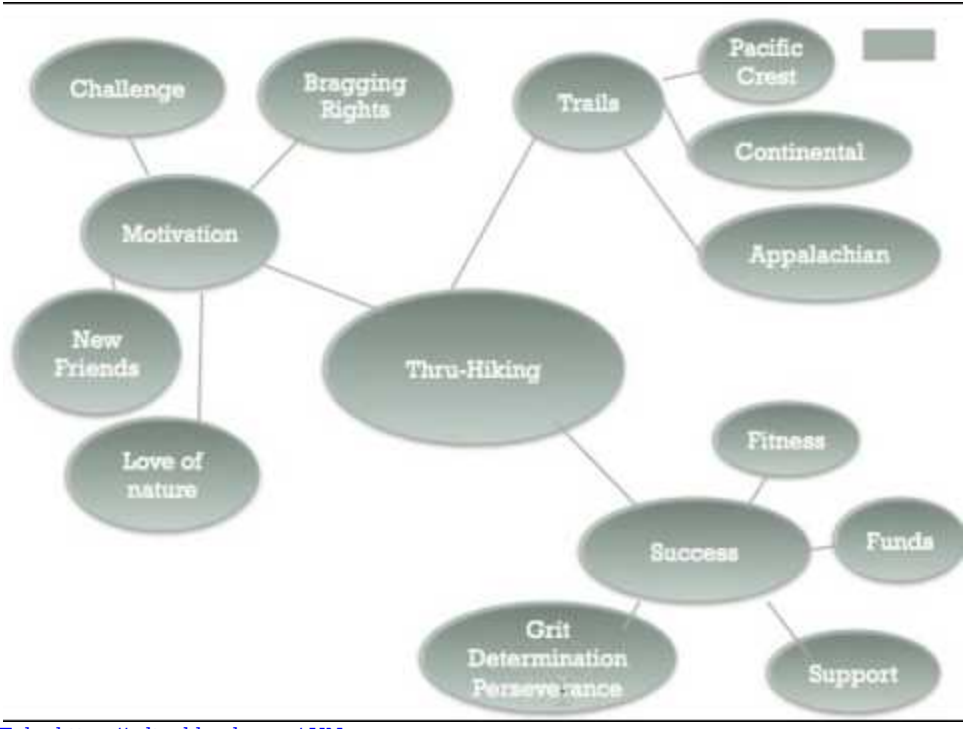 Challenge
Bragging
Rights
Motivation
New
Friends
Love of
nature
Thru-Hiking
Trails
Pacific
Crest
Continental
Appalachian
Success
Fitness
Funds
Support
Grit
Determination
Perseverance